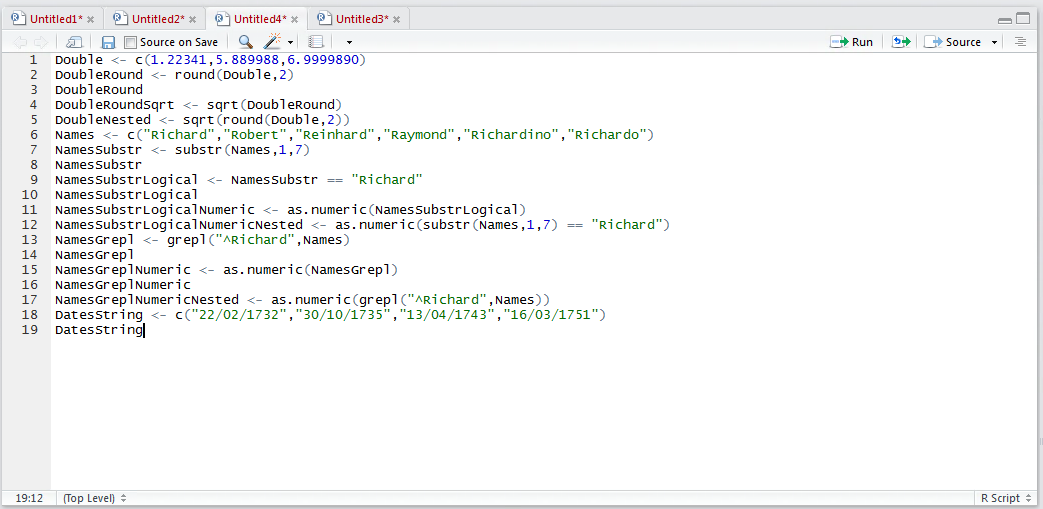 Untitled1* Untitled2* Untitled4* Untitled3*
Source on Save Run Source
1 Double <- c(1.22341,5.889988,6.9999890)
2 DoubleRound <- round(Double,2)
3 DoubleRound
4 DoubleRoundSqrt <- sqrt(DoubleRound)
5 DoubleNested <- sqrt(round(Double,2))
6 Names <- c("Richard","Robert","Reinhard","Raymond","Richardino","Richardo")
7 NamesSubstr <- substr(Names,1,7)
8 NamesSubstr
9 NamesSubstrLogical <- NamesSubstr == "Richard"
10 NamesSubstrLogical
11 NamesSubstrLogicalNumeric <- as.numeric(NamesSubstrLogical)
12 NamesSubstrLogicalNumericNested <- as.numeric(substr(Names,1,7) == "Richard")
13 NamesGrepl <- grepl("^Richard",Names)
14 NamesGrepl
15 NamesGreplNumeric <- as.numeric(NamesGrepl)
16 NamesGreplNumeric
17 NamesGreplNumericNested <- as.numeric(grepl("^Richard",Names))
18 DatesString <- c("22/02/1732","30/10/1735","13/04/1743","16/03/1751")
19 DatesString
19:12 (Top Level) R Script